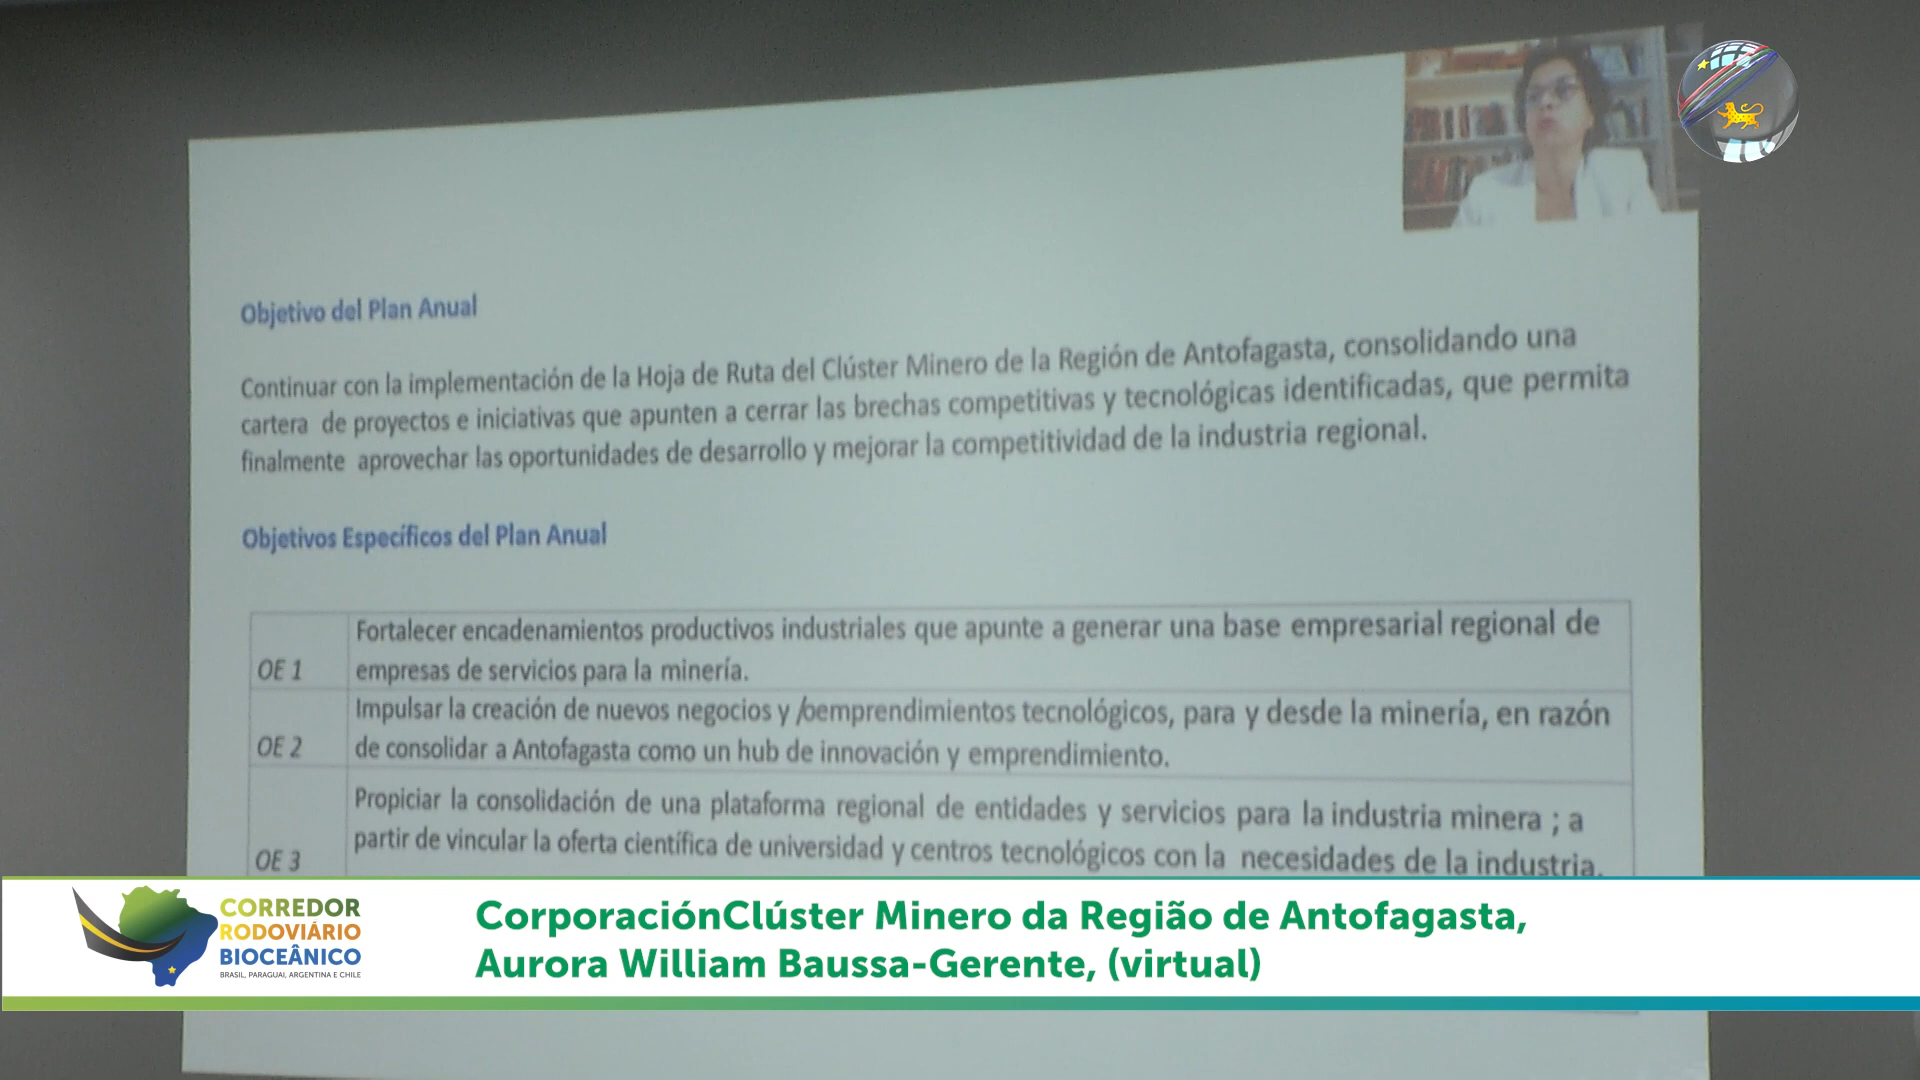 Objetivo del Plan Anual
Continuar con la implementación de la Hoja de Ruta del Clúster Minero de la Región de Antofagasta, consolidando una
cartera de proyectos e iniciativas que apunten a cerrar las brechas competitivas y tecnológicas identificadas, que permita
finalmente aprovechar las oportunidades de desarrollo y mejorar la competitividad de la industria regional.
Objetivos Específicos del Plan Anual
OE 1
Fortalecer encadenamientos productivos industriales que apunte a generar una base empresarial regional de
empresas de servicios para la minería.
OE 2
Impulsar la creación de nuevos negocios y /oemprendimientos tecnológicos, para y desde la minería, en razón
de consolidar a Antofagasta como un hub de innovación y emprendimiento.
OE 3
Propiciar la consolidación de una plataforma regional de entidades y servicios para la industria minera ; a
partir de vincular la oferta científica de universidad y centros tecnológicos con la necesidades de la industria.
CORREDOR
RODOVIÁRIO
BIOCEÂNICO
BRASIL, PARAGUAI, ARGENTINA E CHILE
CorporaciónClúster Minero da Região de Antofagasta,
Aurora William Baussa-Gerente, (virtual)